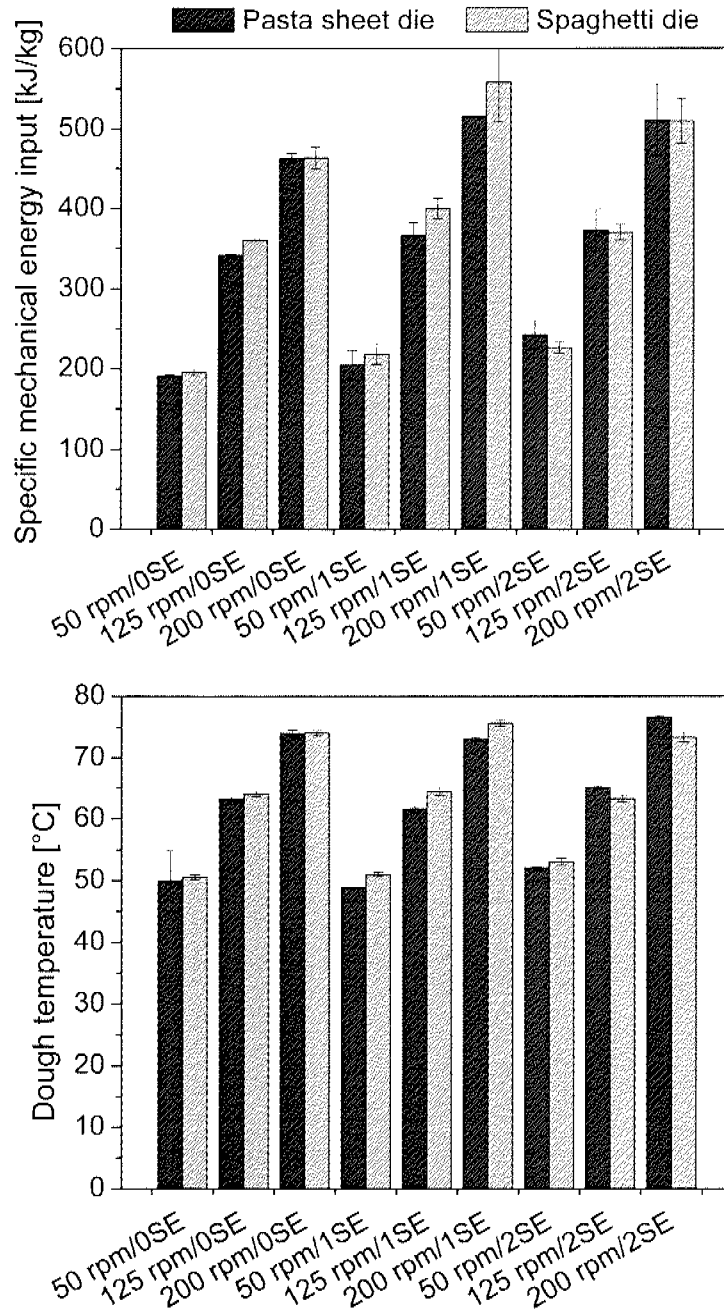 Pasta sheet die
Spaghetti die
Specific mechanical energy input [kJ/kg]
600
500
400
300
200
100
0
50 rpm/0SE
125 rpm/0SE
200 rpm/0SE
50 rpm/1SE
125 rpm/1SE
200 rpm/1SE
50 rpm/2SE
125 rpm/2SE
200 rpm/2SE
Dough temperature [°C]
80
70
60
50
40
30
20
10
0
50 rpm/0SE
125 rpm/0SE
200 rpm/0SE
50 rpm/1SE
125 rpm/1SE
200 rpm/1SE
50 rpm/2SE
125 rpm/2SE
200 rpm/2SE